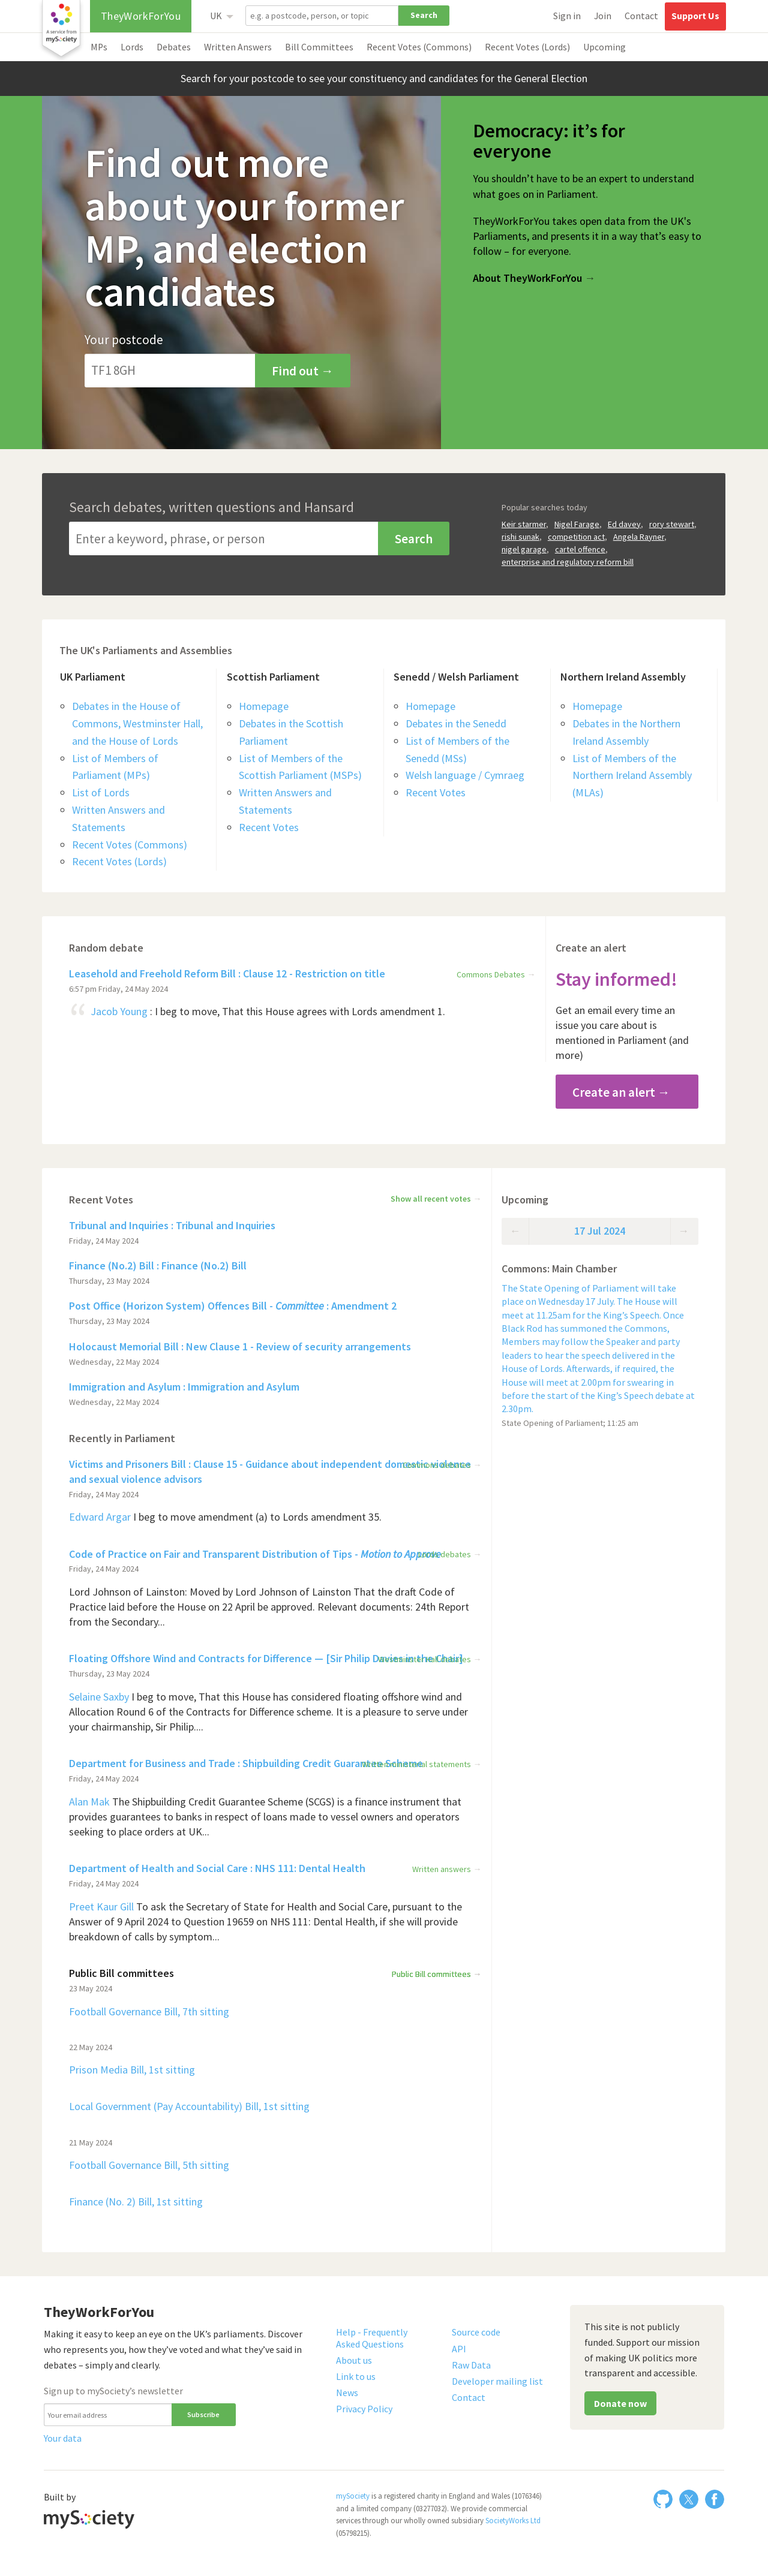 A service from
mySociety
TheyWorkForYou
UK
e.g. a postcode, person, or topic
Search
Sign in
Join
Contact
Support Us
MPs
Lords
Debates
Written Answers
Bill Committees
Recent Votes (Commons)
Recent Votes (Lords)
Upcoming
Search for your postcode to see your constituency and candidates for the General Election
Find out more
about your former
MP, and election
candidates
Your postcode
TF1 8GH
Find out →
Democracy: it’s for
everyone
You shouldn’t have to be an expert to understand
what goes on in Parliament.
TheyWorkForYou takes open data from the UK’s
Parliaments, and presents it in a way that’s easy to
follow – for everyone.
About TheyWorkForYou →
Search debates, written questions and Hansard
Enter a keyword, phrase, or person
Search
Popular searches today
Keir starmer, Nigel Farage, Ed davey, rory stewart,
rishi sunak, competition act, Angela Rayner,
nigel garage, cartel offence,
enterprise and regulatory reform bill
The UK's Parliaments and Assemblies
UK Parliament
Debates in the House of
Commons, Westminster Hall,
and the House of Lords
List of Members of
Parliament (MPs)
List of Lords
Written Answers and
Statements
Recent Votes (Commons)
Recent Votes (Lords)
Scottish Parliament
Homepage
Debates in the Scottish
Parliament
List of Members of the
Scottish Parliament (MSPs)
Written Answers and
Statements
Recent Votes
Senedd / Welsh Parliament
Homepage
Debates in the Senedd
List of Members of the
Senedd (MSs)
Welsh language / Cymraeg
Recent Votes
Northern Ireland Assembly
Homepage
Debates in the Northern
Ireland Assembly
List of Members of the
Northern Ireland Assembly
(MLAs)
Random debate
Leasehold and Freehold Reform Bill : Clause 12 - Restriction on title
Commons Debates →
6:57 pm Friday, 24 May 2024
“ Jacob Young : I beg to move, That this House agrees with Lords amendment 1.
Create an alert
Stay informed!
Get an email every time an
issue you care about is
mentioned in Parliament (and
more)
Create an alert →
Recent Votes
Show all recent votes →
Tribunal and Inquiries : Tribunal and Inquiries
Friday, 24 May 2024
Finance (No.2) Bill : Finance (No.2) Bill
Thursday, 23 May 2024
Post Office (Horizon System) Offences Bill - Committee : Amendment 2
Thursday, 23 May 2024
Holocaust Memorial Bill : New Clause 1 - Review of security arrangements
Wednesday, 22 May 2024
Immigration and Asylum : Immigration and Asylum
Wednesday, 22 May 2024
Recently in Parliament
Victims and Prisoners Bill : Clause 15 - Guidance about independent domestic violence
and sexual violence advisors
Friday, 24 May 2024
Edward Argar I beg to move amendment (a) to Lords amendment 35.
Code of Practice on Fair and Transparent Distribution of Tips - Motion to Approve
debates →
Friday, 24 May 2024
Lord Johnson of Lainston: Moved by Lord Johnson of Lainston That the draft Code of
Practice laid before the House on 22 April be approved. Relevant documents: 24th Report
from the Secondary...
Floating Offshore Wind and Contracts for Difference — [Sir Philip Davies in the Chair]
Thursday, 23 May 2024
Selaine Saxby I beg to move, That this House has considered floating offshore wind and
Allocation Round 6 of the Contracts for Difference scheme. It is a pleasure to serve under
your chairmanship, Sir Philip....
Department for Business and Trade : Shipbuilding Credit Guarantee Scheme
statements →
Friday, 24 May 2024
Alan Mak The Shipbuilding Credit Guarantee Scheme (SCGS) is a finance instrument that
provides guarantees to banks in respect of loans made to vessel owners and operators
seeking to place orders at UK...
Department of Health and Social Care : NHS 111: Dental Health
Written answers →
Friday, 24 May 2024
Preet Kaur Gill To ask the Secretary of State for Health and Social Care, pursuant to the
Answer of 9 April 2024 to Question 19659 on NHS 111: Dental Health, if she will provide
breakdown of calls by symptom...
Public Bill committees
Public Bill committees →
23 May 2024
Football Governance Bill, 7th sitting
22 May 2024
Prison Media Bill, 1st sitting
Local Government (Pay Accountability) Bill, 1st sitting
21 May 2024
Football Governance Bill, 5th sitting
Finance (No. 2) Bill, 1st sitting
Upcoming
← 17 Jul 2024 →
Commons: Main Chamber
The State Opening of Parliament will take
place on Wednesday 17 July. The House will
meet at 11.25am for the King’s Speech. Once
Black Rod has summoned the Commons,
Members may follow the Speaker and party
leaders to hear the speech delivered in the
House of Lords. Afterwards, if required, the
House will meet at 2.00pm for swearing in
before the start of the King’s Speech debate at
2.30pm.
State Opening of Parliament; 11:25 am
TheyWorkForYou
Making it easy to keep an eye on the UK’s parliaments. Discover
who represents you, how they’ve voted and what they’ve said in
debates – simply and clearly.
Sign up to mySociety’s newsletter
Your email address
Subscribe
Your data
Help - Frequently
Asked Questions
About us
Link to us
News
Privacy Policy
Source code
API
Raw Data
Developer mailing list
Contact
This site is not publicly
funded. Support our mission
of making UK politics more
transparent and accessible.
Donate now
Built by
mySociety
mySociety is a registered charity in England and Wales (1076346)
and a limited company (03277032). We provide commercial
services through our wholly owned subsidiary SocietyWorks Ltd
(05798215).